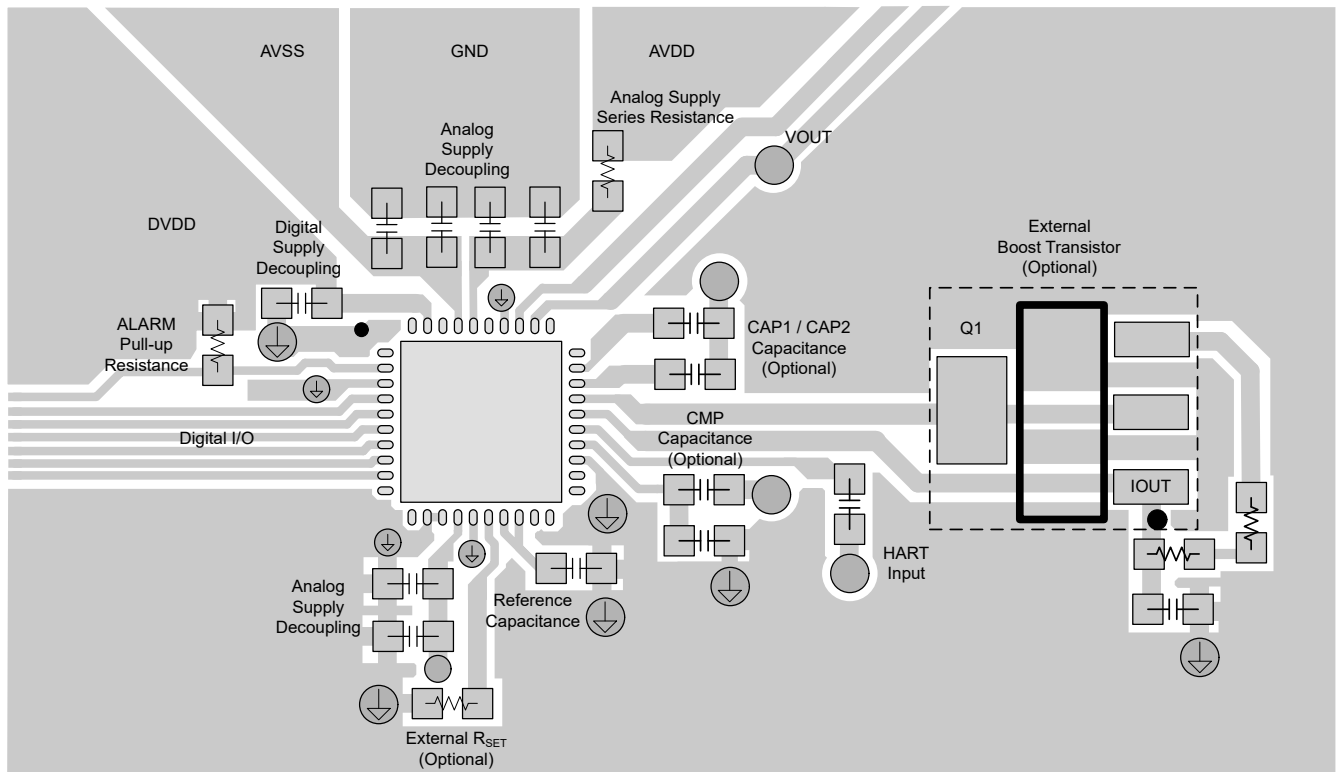 AVSS
GND
AVDD
Analog Supply
Series Resistance
Analog
Supply
Decoupling
VOUT
DVDD
Digital
Supply
Decoupling
External
Boost Transistor
(Optional)
ALARM
Pull-up
Resistance
CAP1 / CAP2
Capacitance
(Optional)
Q1
Digital I/O
CMP
Capacitance
(Optional)
IOUT
HART
Input
Analog
Supply
Decoupling
Reference
Capacitance
External RSET
(Optional)